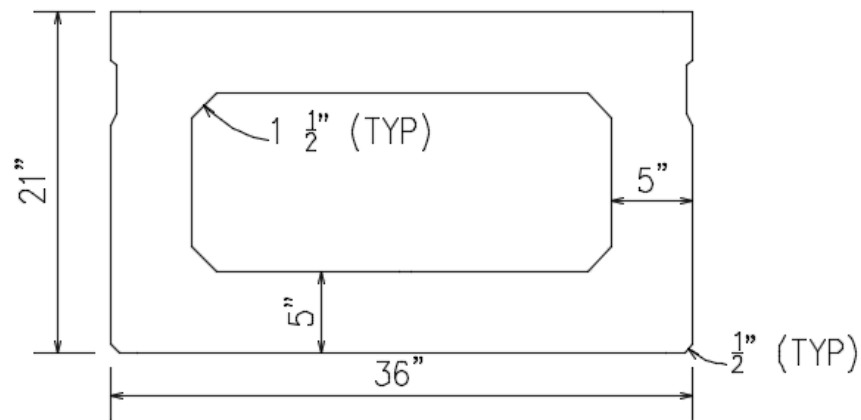 1 ½” (TYP)
5”
21”
5”
½” (TYP)
36”